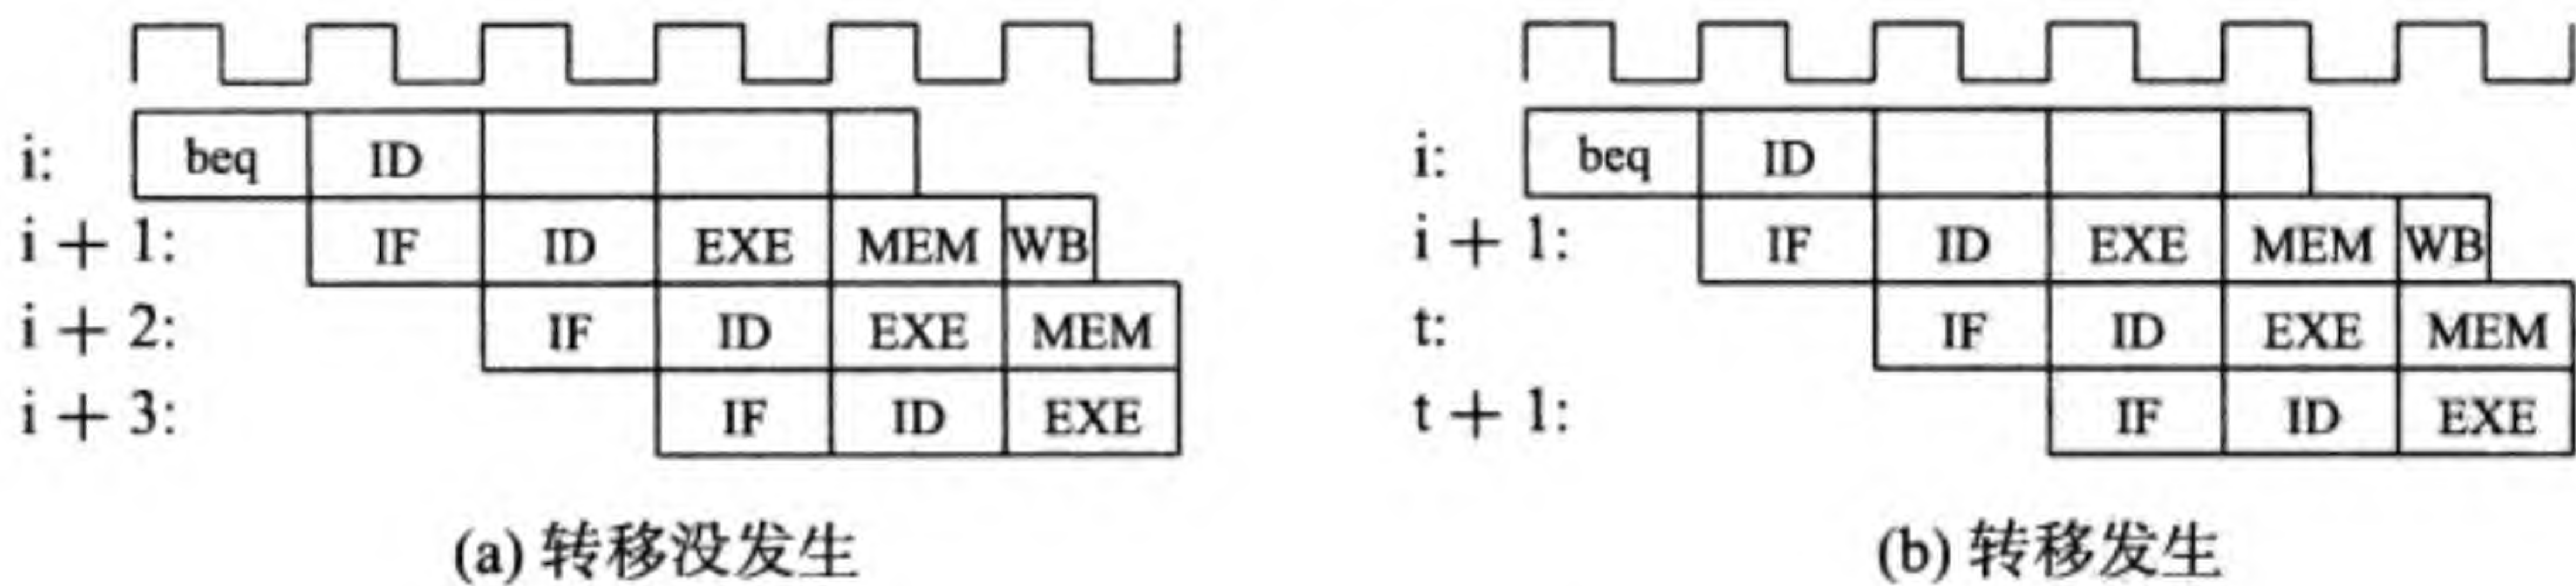 i: beq ID
i + 1: IF ID EXE MEM WB
i + 2: IF ID EXE MEM
i + 3: IF ID EXE
(a) 转移没发生
i: beq ID
i + 1: IF ID EXE MEM WB
t: IF ID EXE MEM
t + 1: IF ID EXE
(b) 转移发生